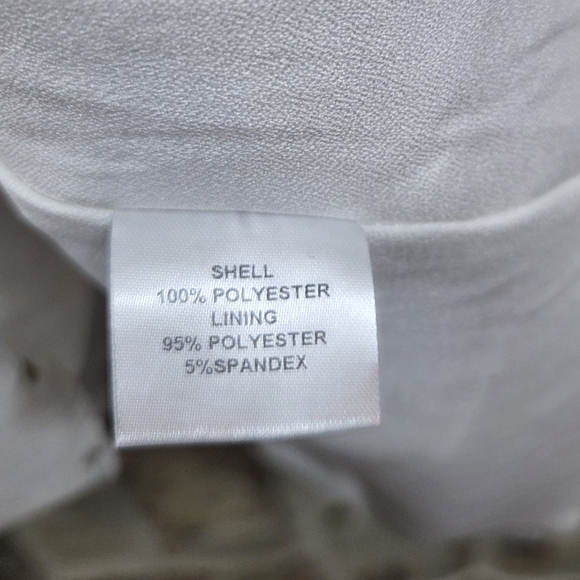 SHELL
100% POLYESTER
LINING
95% POLYESTER
5%SPANDEX